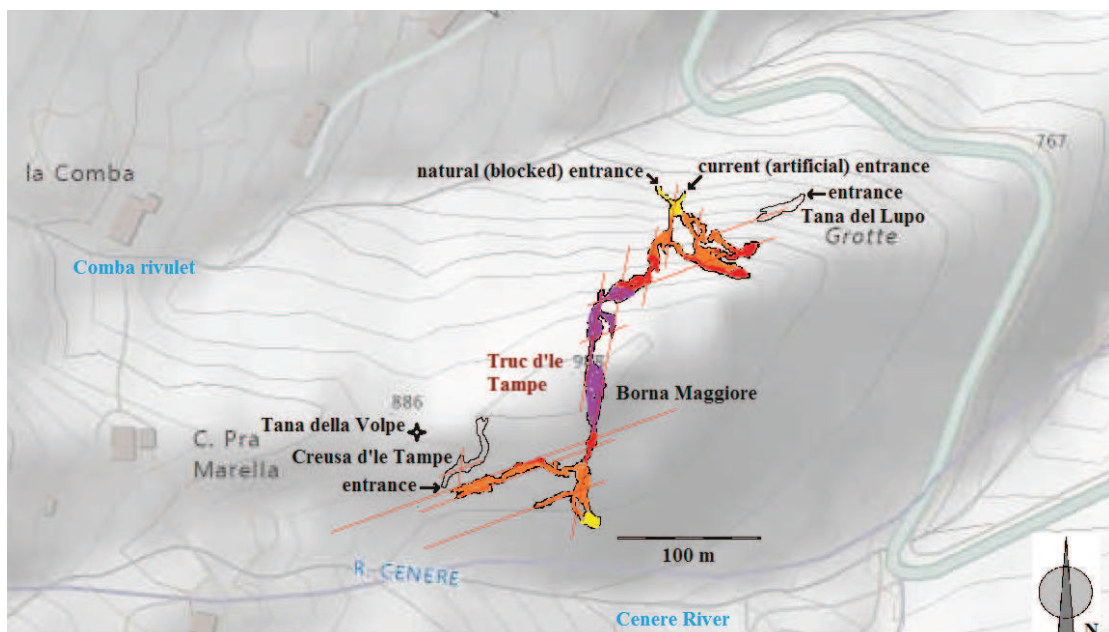 la Comba
767
natural (blocked) entrance
current (artificial) entrance
entrance
Tana del Lupo
Grotte
Comba rivulet
Truc d'le
Tampe
Borna Maggiore
886
Tana della Volpe
C. Pra
Marella
Creusa d'le Tampe
entrance
100 m
R. CENERE
Cenere River
N